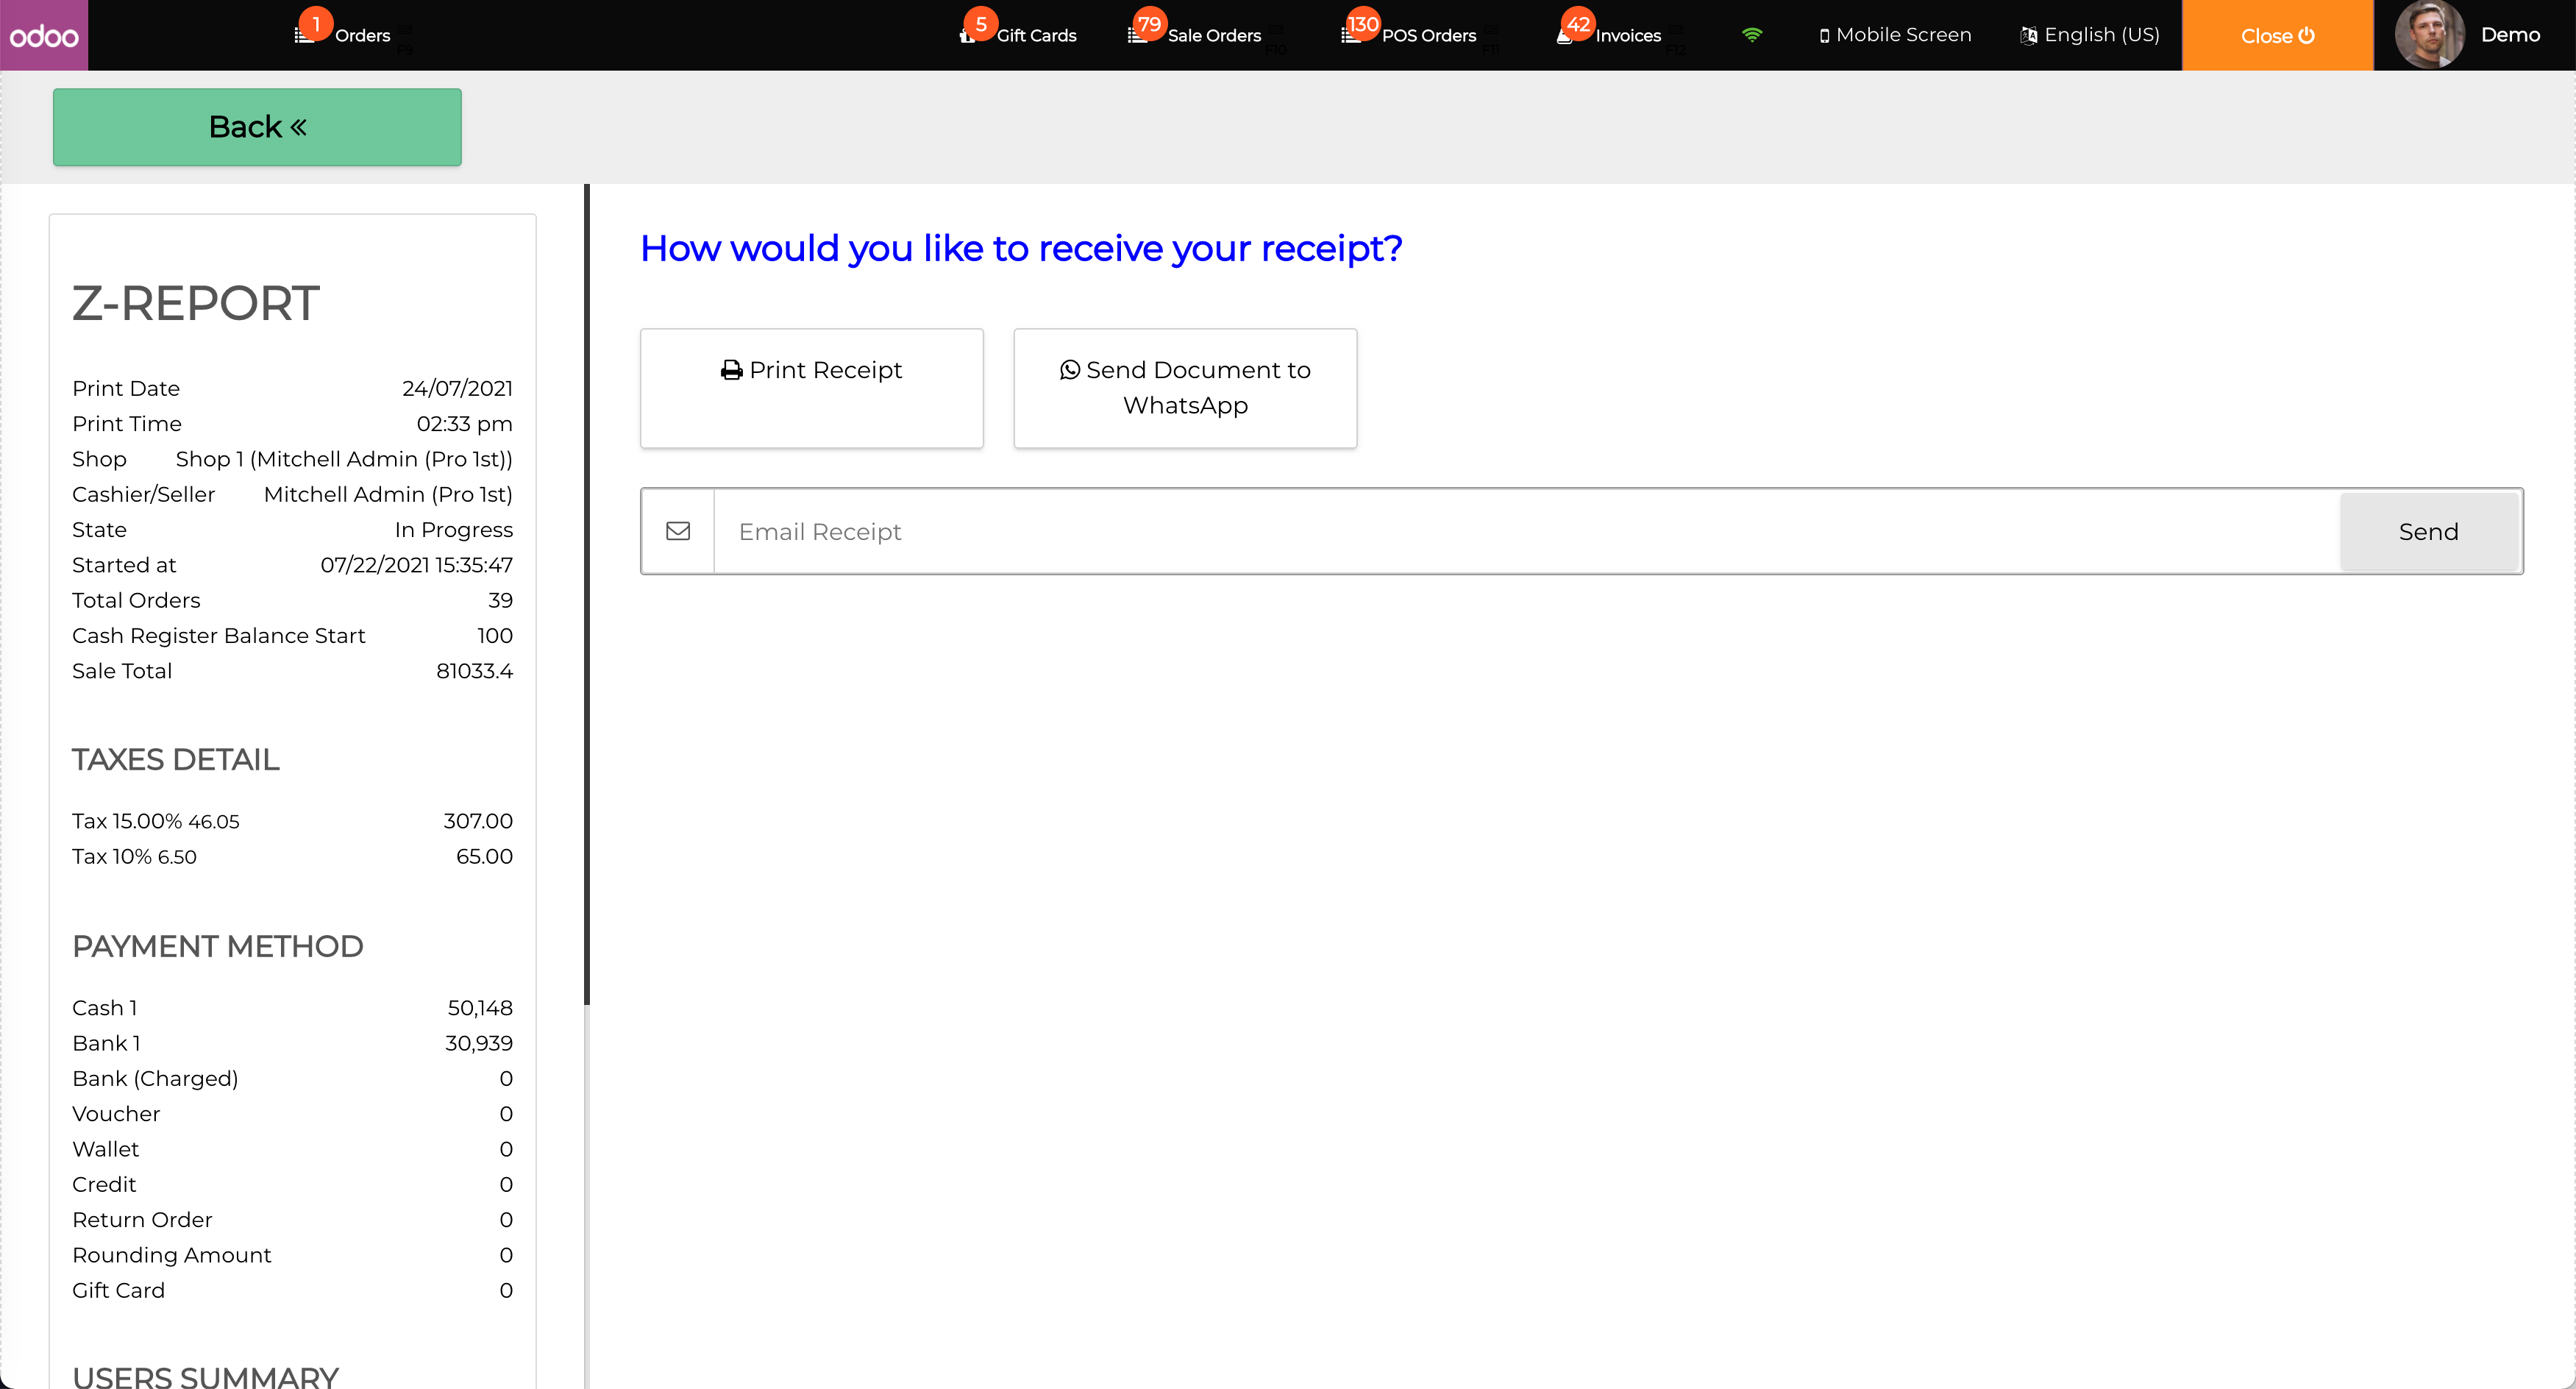 odoo
1 Orders F9
5 Gift Cards
79 Sale Orders F10
130 POS Orders F11
42 Invoices F12
Mobile Screen
English (US)
Close
Demo
Back
Z-REPORT
Print Date 24/07/2021
Print Time 02:33 pm
Shop Shop 1 (Mitchell Admin (Pro 1st))
Cashier/Seller Mitchell Admin (Pro 1st)
State In Progress
Started at 07/22/2021 15:35:47
Total Orders 39
Cash Register Balance Start 100
Sale Total 81033.4
TAXES DETAIL
Tax 15.00% 46.05 307.00
Tax 10% 6.50 65.00
PAYMENT METHOD
Cash 1 50,148
Bank 1 30,939
Bank (Charged) 0
Voucher 0
Wallet 0
Credit 0
Return Order 0
Rounding Amount 0
Gift Card 0
USERS SUMMARY
How would you like to receive your receipt?
Print Receipt
Send Document to
WhatsApp
Email Receipt
Send